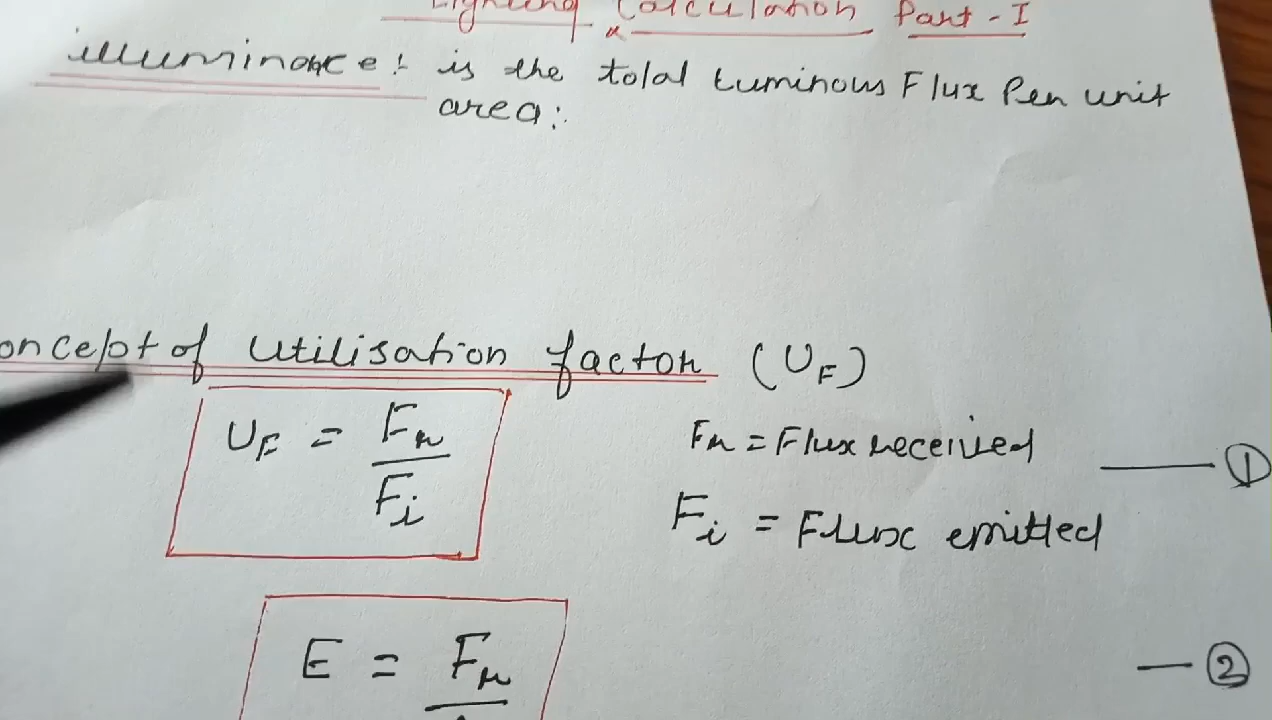 Lighting Calculation Part - I
illuminance: is the total Luminous Flux Per unit
area:
oncept of Utilisation factor (UF)
UF = Fr / Fi
Fr = Flux received
1
Fi = Flux emitted
E = Fr
2